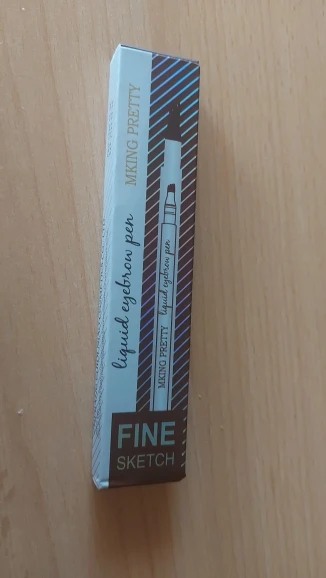 MKING PRETTY
liquid eyebrow pen
MKING PRETTY liquid eyebrow pen
FINE
SKETCH